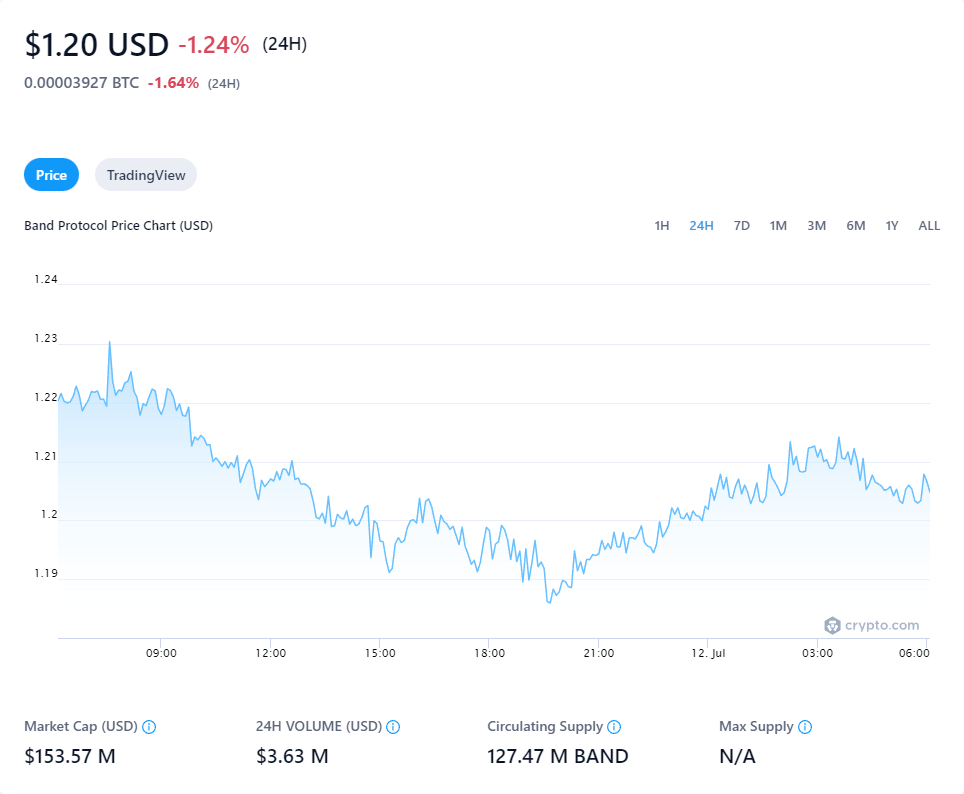 $1.20 USD -1.24% (24H)
0.00003927 BTC -1.64% (24H)
Price TradingView
Band Protocol Price Chart (USD) 1H 24H 7D 1M 3M 6M 1Y ALL
1.24
1.23
1.22
1.21
1.2
1.19
crypto.com
09:00 12:00 15:00 18:00 21:00 12. Jul 03:00 06:00
Market Cap (USD) 24H VOLUME (USD) Circulating Supply Max Supply
$153.57 M $3.63 M 127.47 M BAND N/A